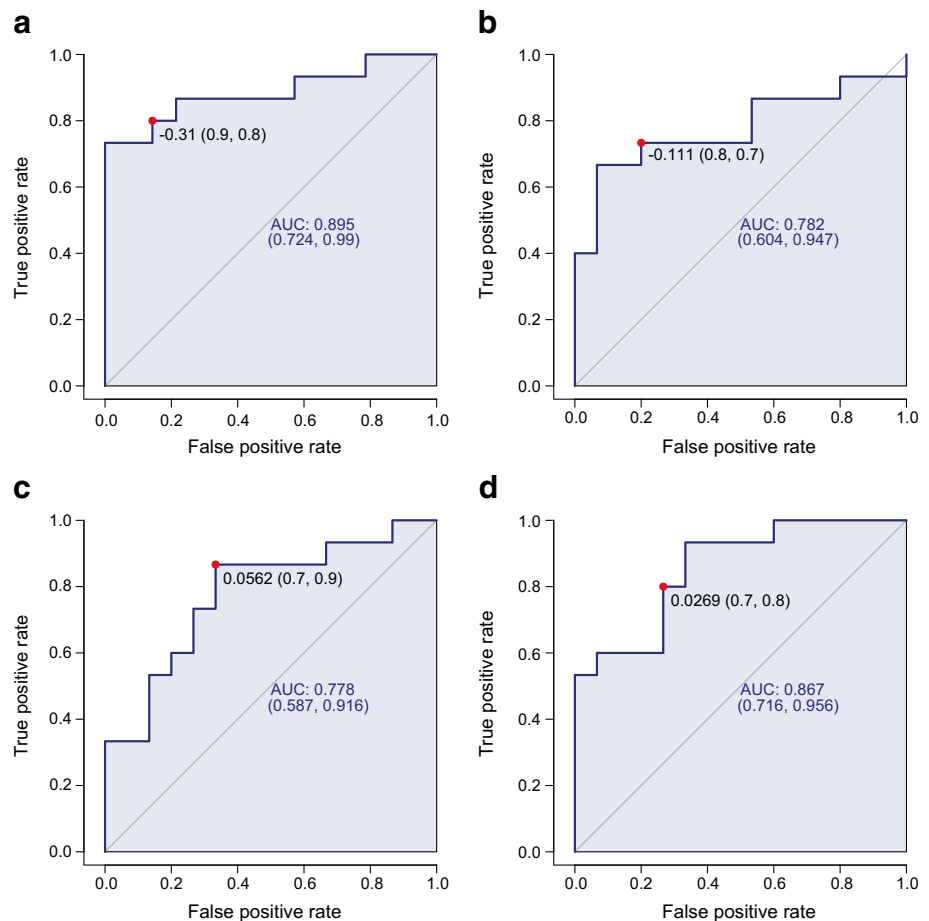 a
1.0
0.8
0.6
0.4
0.2
0.0
True positive rate
-0.31 (0.9, 0.8)
AUC: 0.895
(0.724, 0.99)
0.0 0.2 0.4 0.6 0.8 1.0
False positive rate
b
1.0
0.8
0.6
0.4
0.2
0.0
True positive rate
-0.111 (0.8, 0.7)
AUC: 0.782
(0.604, 0.947)
0.0 0.2 0.4 0.6 0.8 1.0
False positive rate
c
1.0
0.8
0.6
0.4
0.2
0.0
True positive rate
0.0562 (0.7, 0.9)
AUC: 0.778
(0.587, 0.916)
0.0 0.2 0.4 0.6 0.8 1.0
False positive rate
d
1.0
0.8
0.6
0.4
0.2
0.0
True positive rate
0.0269 (0.7, 0.8)
AUC: 0.867
(0.716, 0.956)
0.0 0.2 0.4 0.6 0.8 1.0
False positive rate